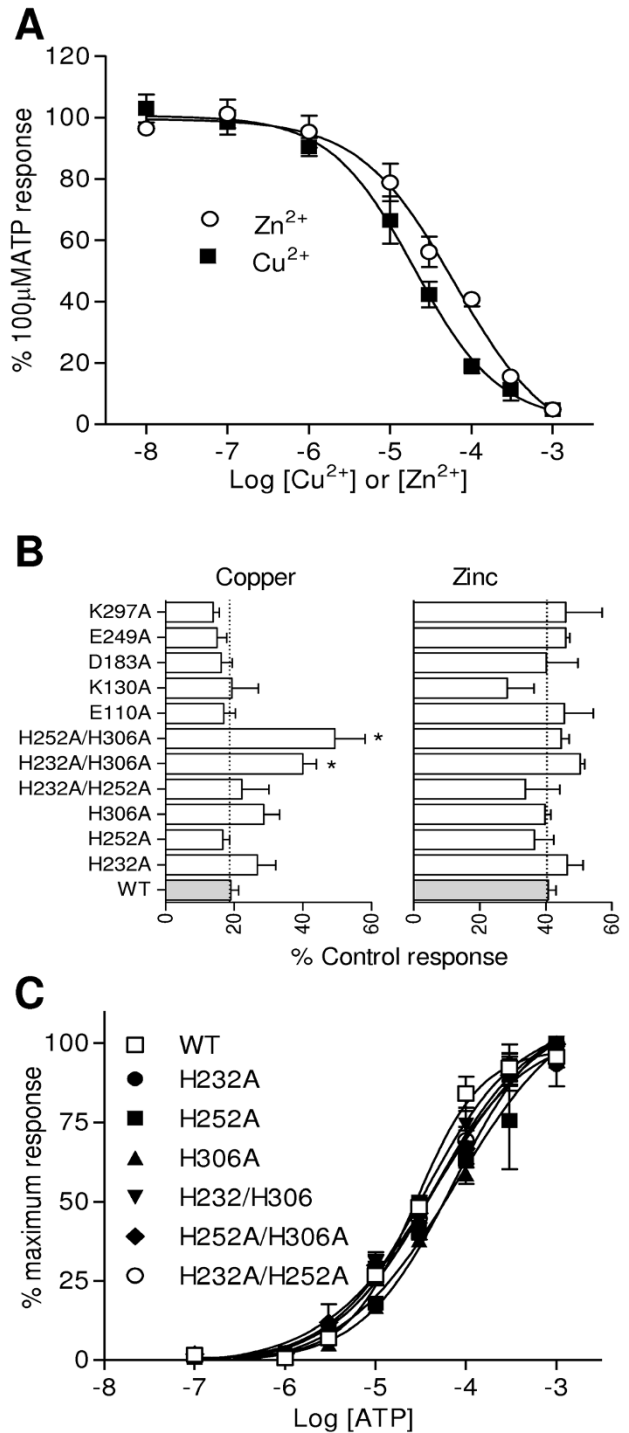 A
120
100
80
60
40
20
0
% 100μMATP response
Zn²⁺
Cu²⁺
-8 -7 -6 -5 -4 -3
Log [Cu²⁺] or [Zn²⁺]
B
Copper Zinc
K297A
E249A
D183A
K130A
E110A
H252A/H306A *
H232A/H306A *
H232A/H252A
H306A
H252A
H232A
WT
0 20 40 60 0 20 40 60
% Control response
C
100
75
50
25
0
% maximum response
WT
H232A
H252A
H306A
H232/H306
H252A/H306A
H232A/H252A
-8 -7 -6 -5 -4 -3
Log [ATP]